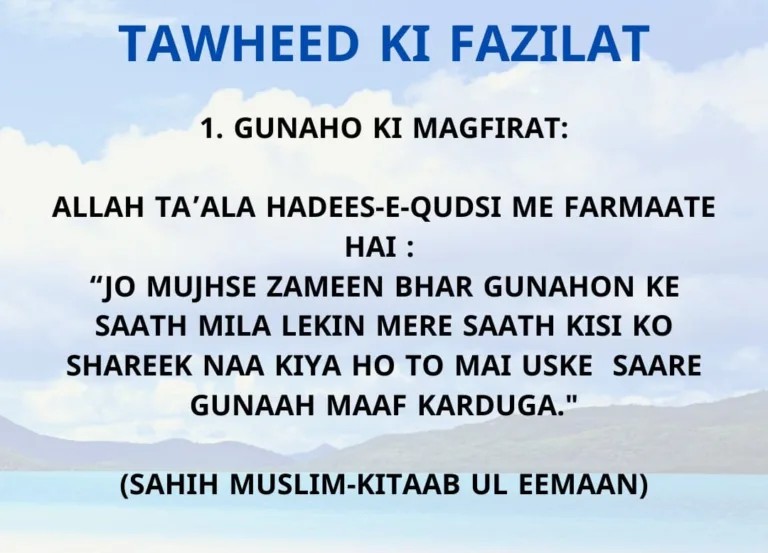 TAWHEED KI FAZILAT
1. GUNAHO KI MAGFIRAT:
ALLAH TA’ALA HADEES-E-QUDSI ME FARMAATE
HAI :
“JO MUJHSE ZAMEEN BHAR GUNAHON KE
SAATH MILA LEKIN MERE SAATH KISI KO
SHAREEK NAA KIYA HO TO MAI USKE  SAARE
GUNAAH MAAF KARDUGA."
(SAHIH MUSLIM-KITAAB UL EEMAAN)